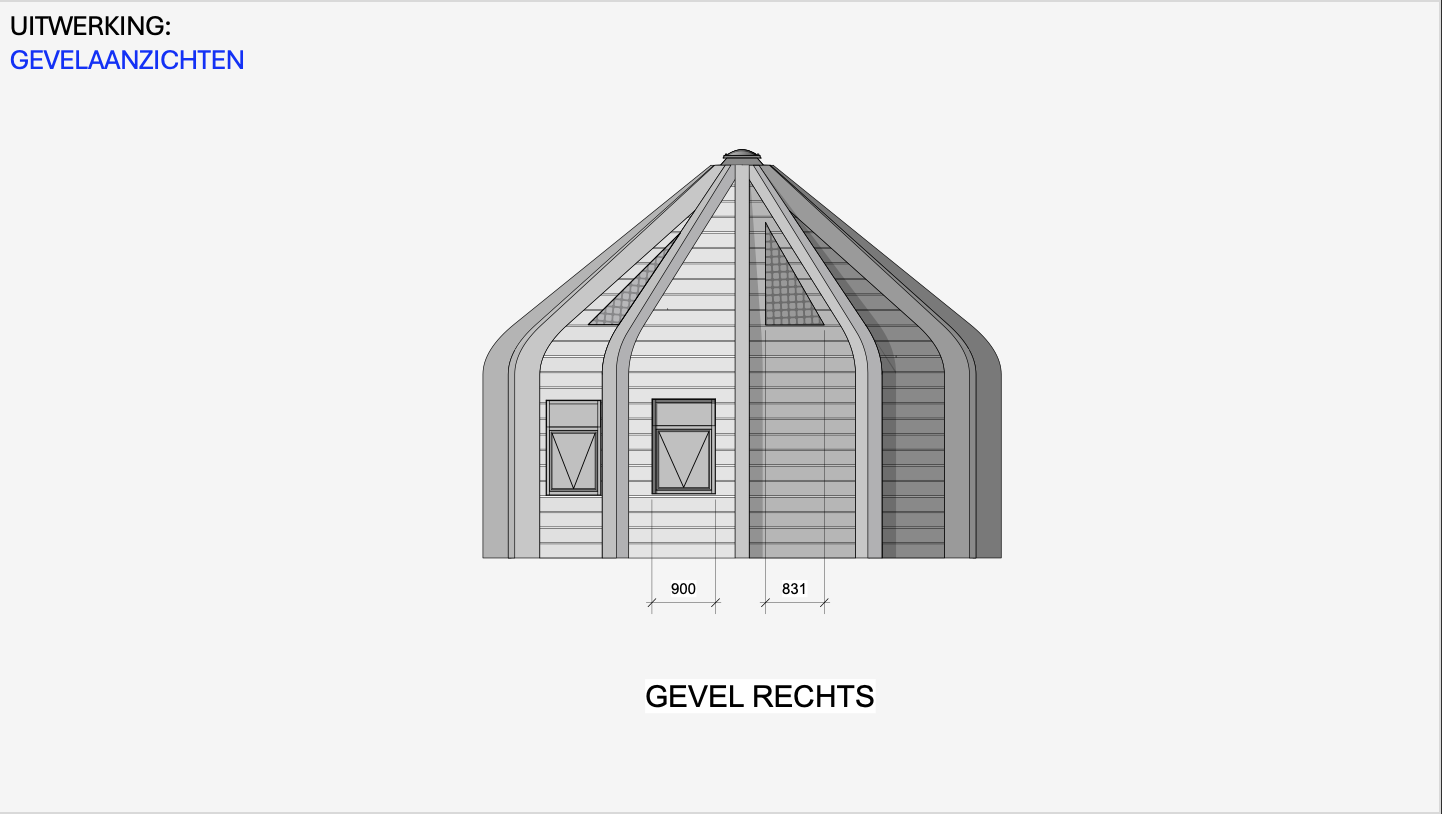 UITWERKING:
GEVELAANZICHTEN
900
831
GEVEL RECHTS